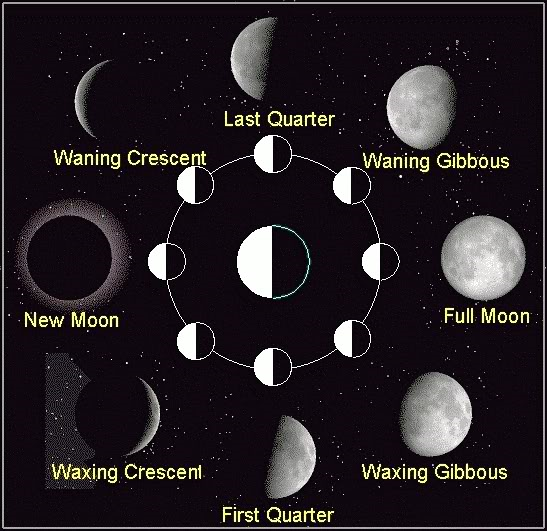 Last Quarter
Waning Crescent
Waning Gibbous
New Moon
Full Moon
Waxing Crescent
Waxing Gibbous
First Quarter